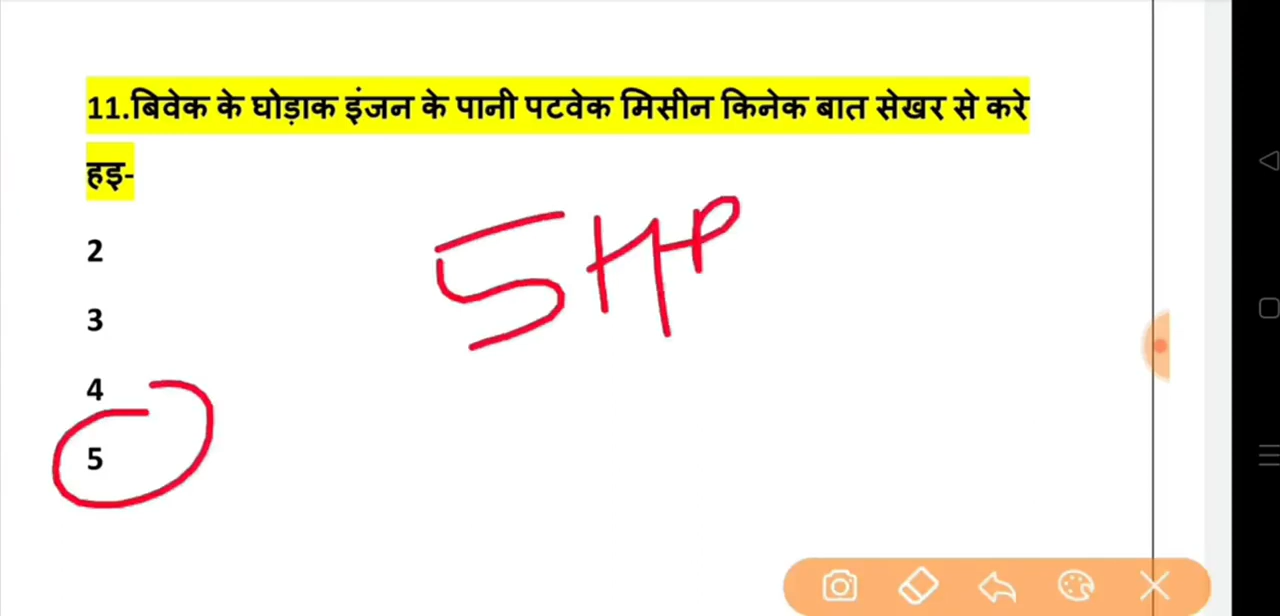 11.बिवेक के घोड़ाक इंजन के पानी पटवेक मिसीन किनेक बात सेखर से करे
हइ-
2
5HP
3
4
5